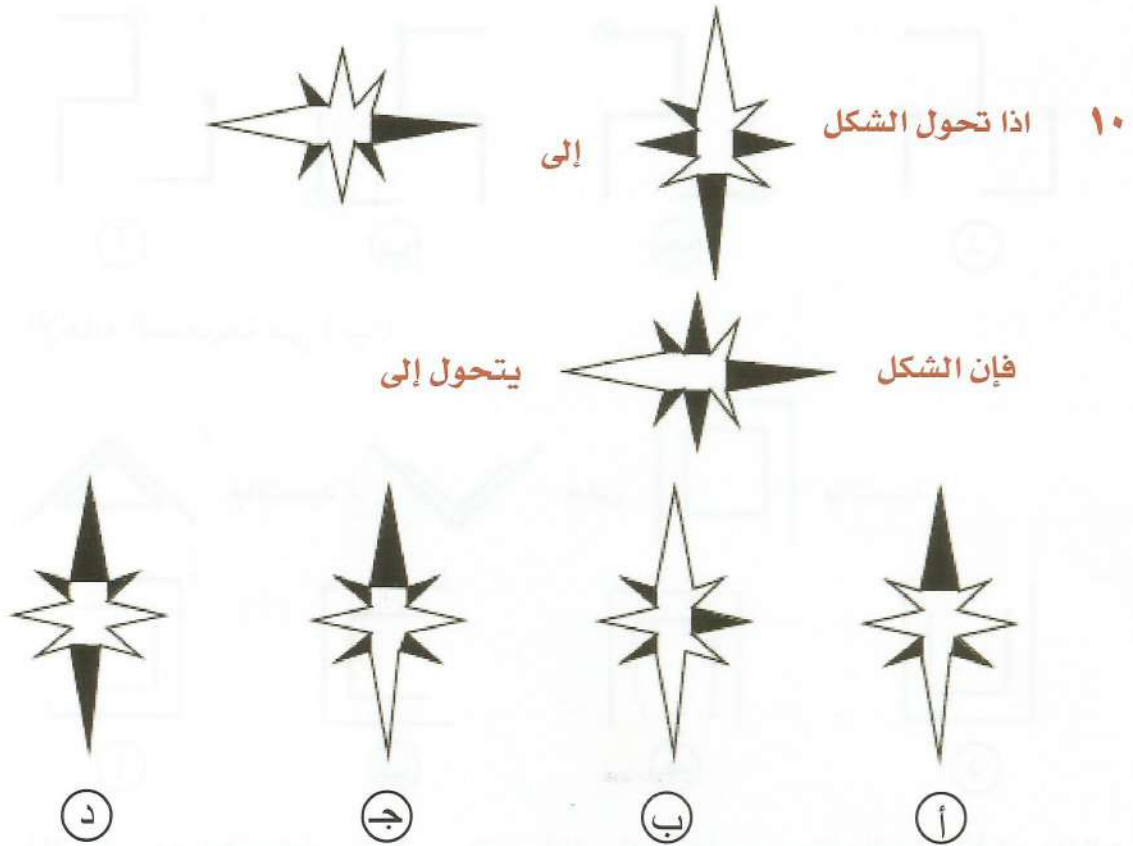 ١٠ اذا تحول الشكل إلى
فإن الشكل يتحول إلى
أ ب جـ د